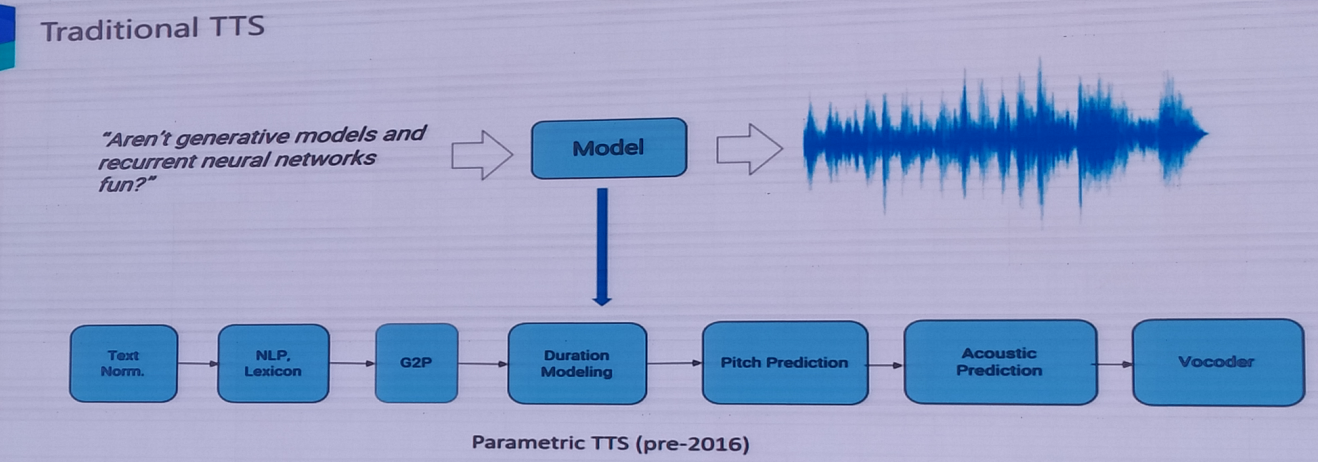 Traditional TTS
"Aren't generative models and
recurrent neural networks
fun?"
Model
Text
Norm.
NLP,
Lexicon
G2P
Duration
Modeling
Pitch Prediction
Acoustic
Prediction
Vocoder
Parametric TTS (pre-2016)